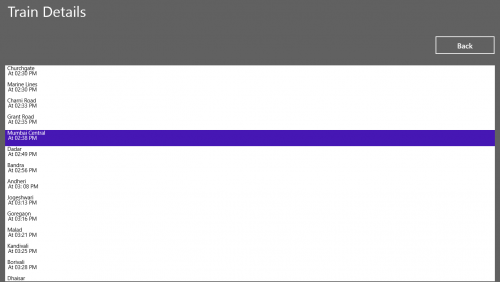 Train Details
Back
Churchgate
At 02:30 PM
Marine Lines
At 02:30 PM
Charni Road
At 02:33 PM
Grant Road
At 02:35 PM
Mumbai Central
At 02:38 PM
Dadar
At 02:49 PM
Bandra
At 02:56 PM
Andheri
At 03: 08 PM
Jogeshwari
At 03:13 PM
Goregaon
At 03:16 PM
Malad
At 03:21 PM
Kandivali
At 03:25 PM
Borivali
At 03:28 PM
Dhaisar